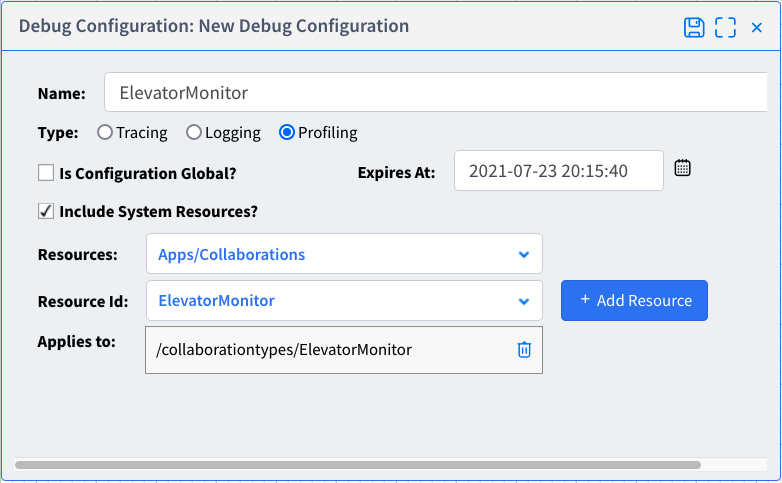 Debug Configuration: New Debug Configuration
Name: ElevatorMonitor
Type: Tracing Logging Profiling
Is Configuration Global? Expires At: 2021-07-23 20:15:40
Include System Resources?
Resources: Apps/Collaborations
Resource Id: ElevatorMonitor + Add Resource
Applies to: /collaborationtypes/ElevatorMonitor